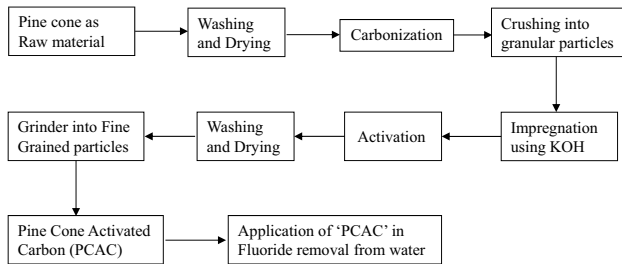 Pine cone as
Raw material
Washing
and Drying
Carbonization
Crushing into
granular particles
Impregnation
using KOH
Activation
Washing
and Drying
Grinder into Fine
Grained particles
Pine Cone Activated
Carbon (PCAC)
Application of ‘PCAC’ in
Fluoride removal from water